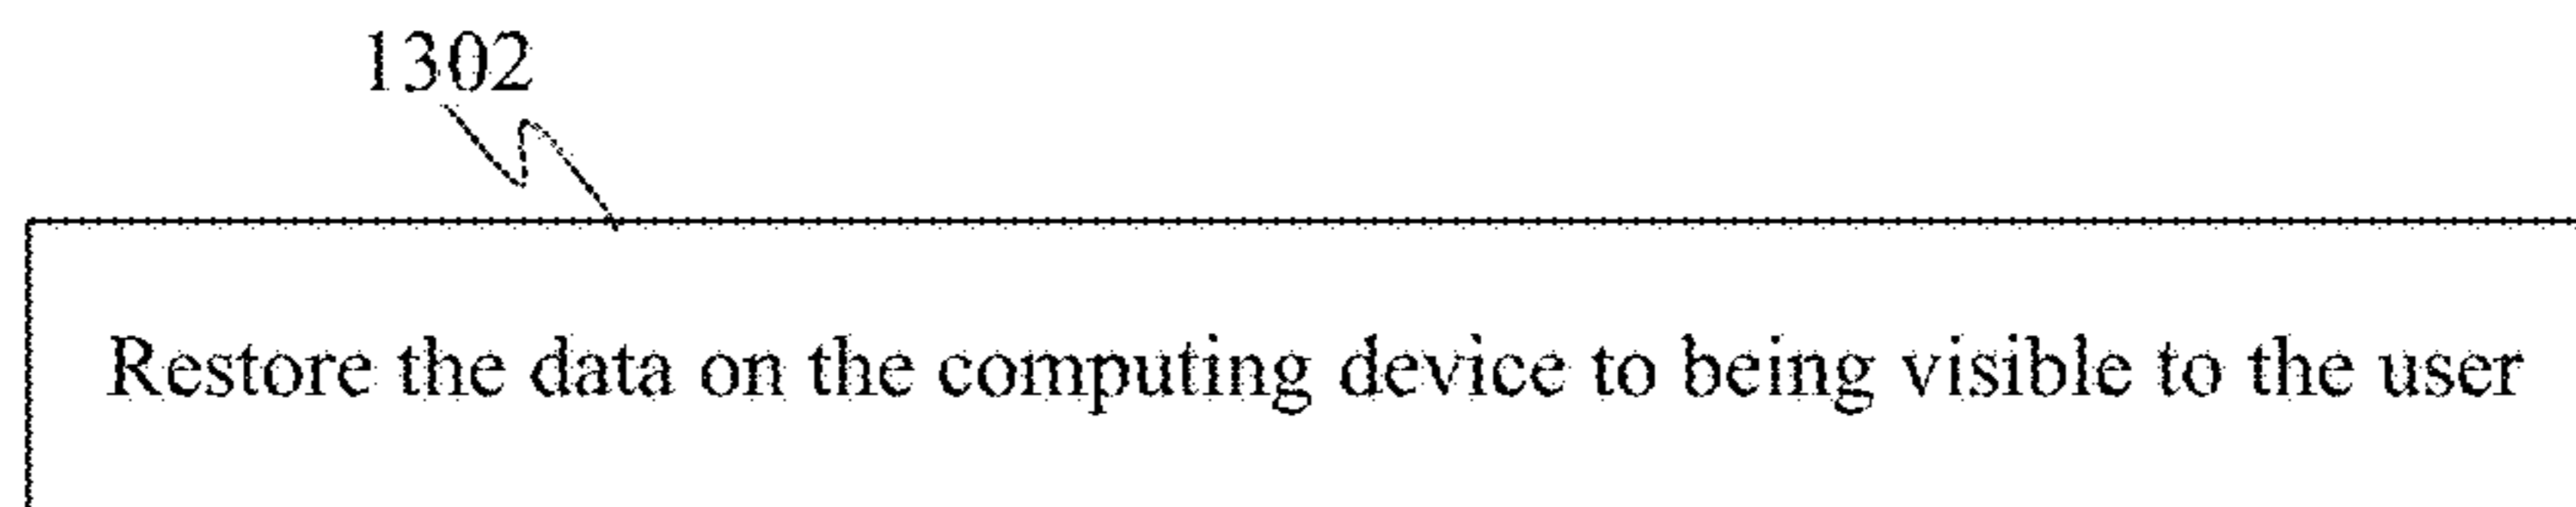 1302
Restore the data on the computing device to being visible to the user